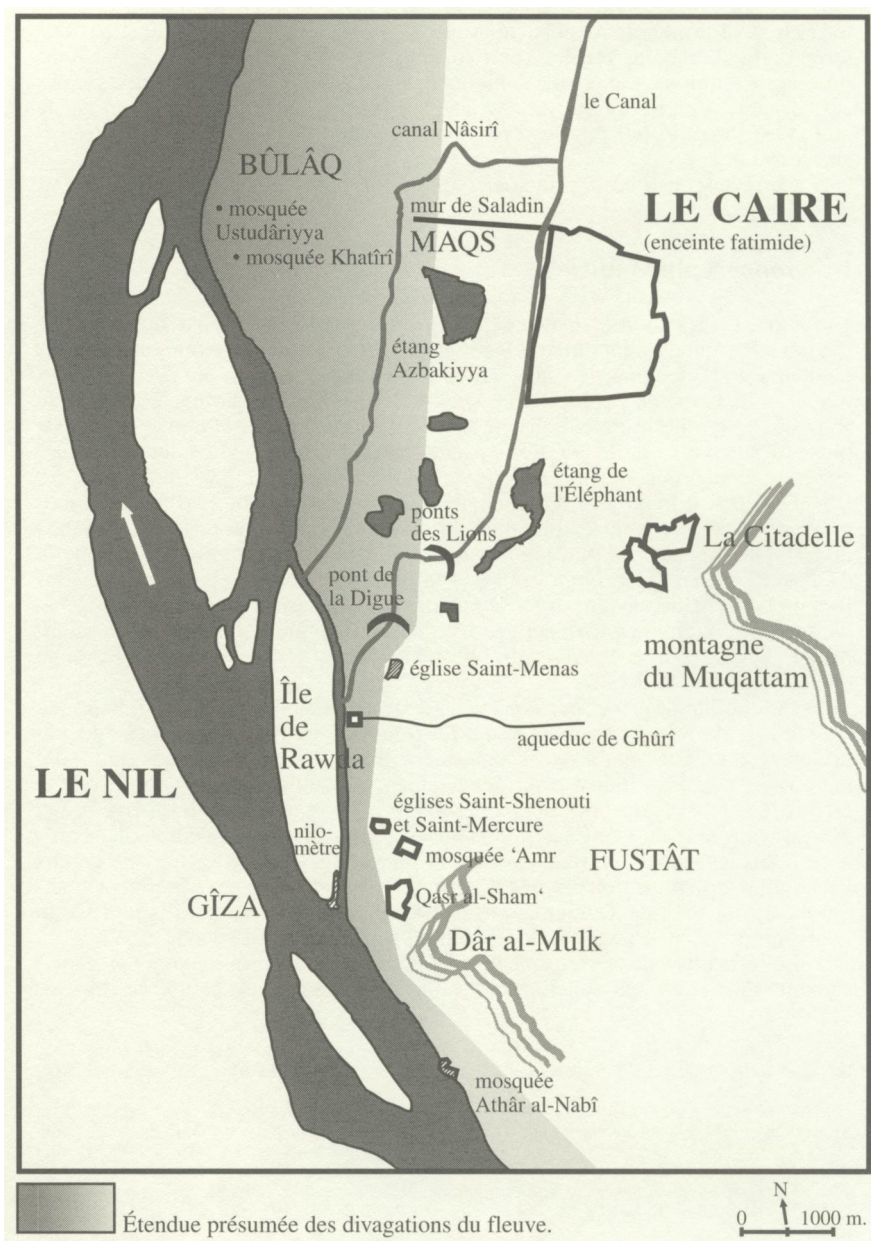 le Canal
canal Nâsirî
BÛLÂQ
• mosquée
Ustudâriyya
• mosquée Khatîrî
mur de Saladin
MAQS
LE CAIRE
(enceinte fatimide)
étang
Azbakiyya
étang de
l'Éléphant
ponts
des Lions
La Citadelle
pont de
la Digue
montagne
du Muqattam
église Saint-Menas
Île
de
Rawda
aqueduc de Ghûrî
LE NIL
églises Saint-Shenouti
et Saint-Mercure
nilo-
mètre
mosquée ‘Amr
FUSTÂT
GÎZA
Qasr al-Sham‘
Dâr al-Mulk
mosquée
Athâr al-Nabî
Étendue présumée des divagations du fleuve.
N
0 1000 m.